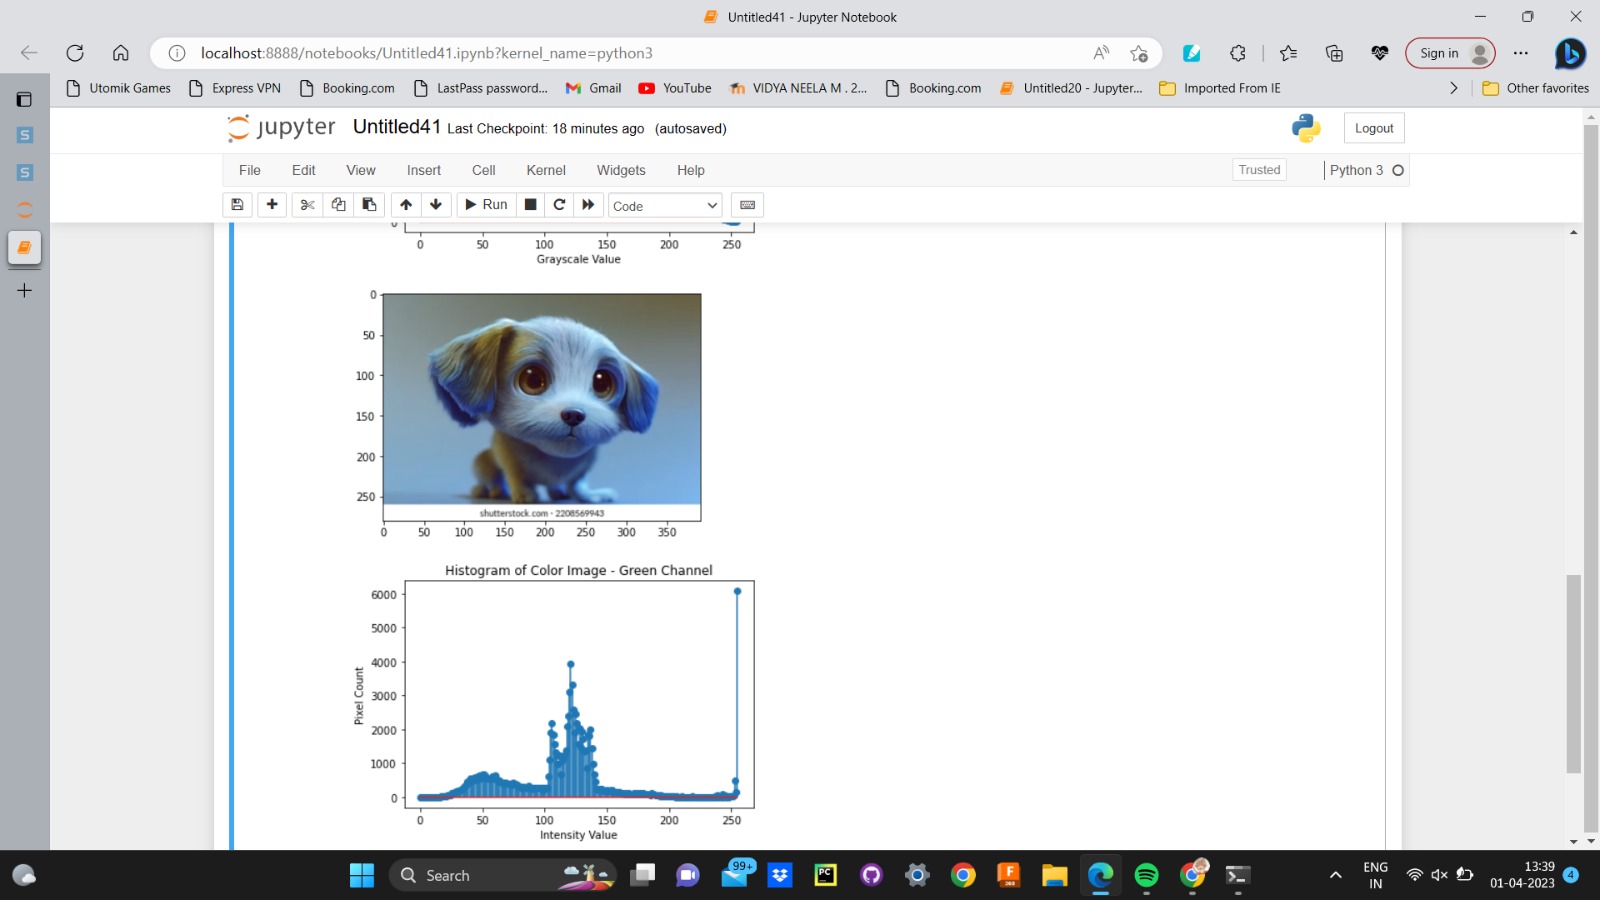 Untitled41 - Jupyter Notebook
localhost:8888/notebooks/Untitled41.ipynb?kernel_name=python3
Sign in
Utomik Games Express VPN Booking.com LastPass password... Gmail YouTube VIDYA NEELA M . 2... Booking.com Untitled20 - Jupyter... Imported From IE Other favorites
jupyter Untitled41 Last Checkpoint: 18 minutes ago (autosaved)
Logout
File Edit View Insert Cell Kernel Widgets Help
Trusted
Python 3
Run
Code
0 50 100 150 200 250
Grayscale Value
0
50
100
150
200
250
shutterstock.com · 2208569943
0 50 100 150 200 250 300 350
Histogram of Color Image - Green Channel
6000
5000
4000
3000
2000
1000
0
Pixel Count
0 50 100 150 200 250
Intensity Value
Search
99+
PC
F
360
ENG
IN
13:39
01-04-2023
4